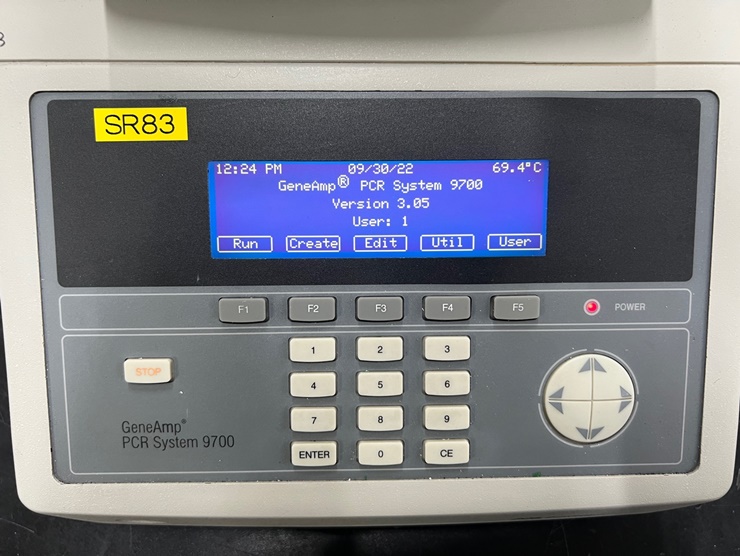 SR83
12:24 PM 09/30/22 69.4°C
GeneAmp® PCR System 9700
Version 3.05
User: 1
Run Create Edit Util User
F1 F2 F3 F4 F5 POWER
1 2 3
STOP
4 5 6
7 8 9
GeneAmp®
PCR System 9700
ENTER 0 CE